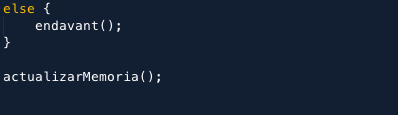 else {
    endavant();
}

actualizarMemoria();